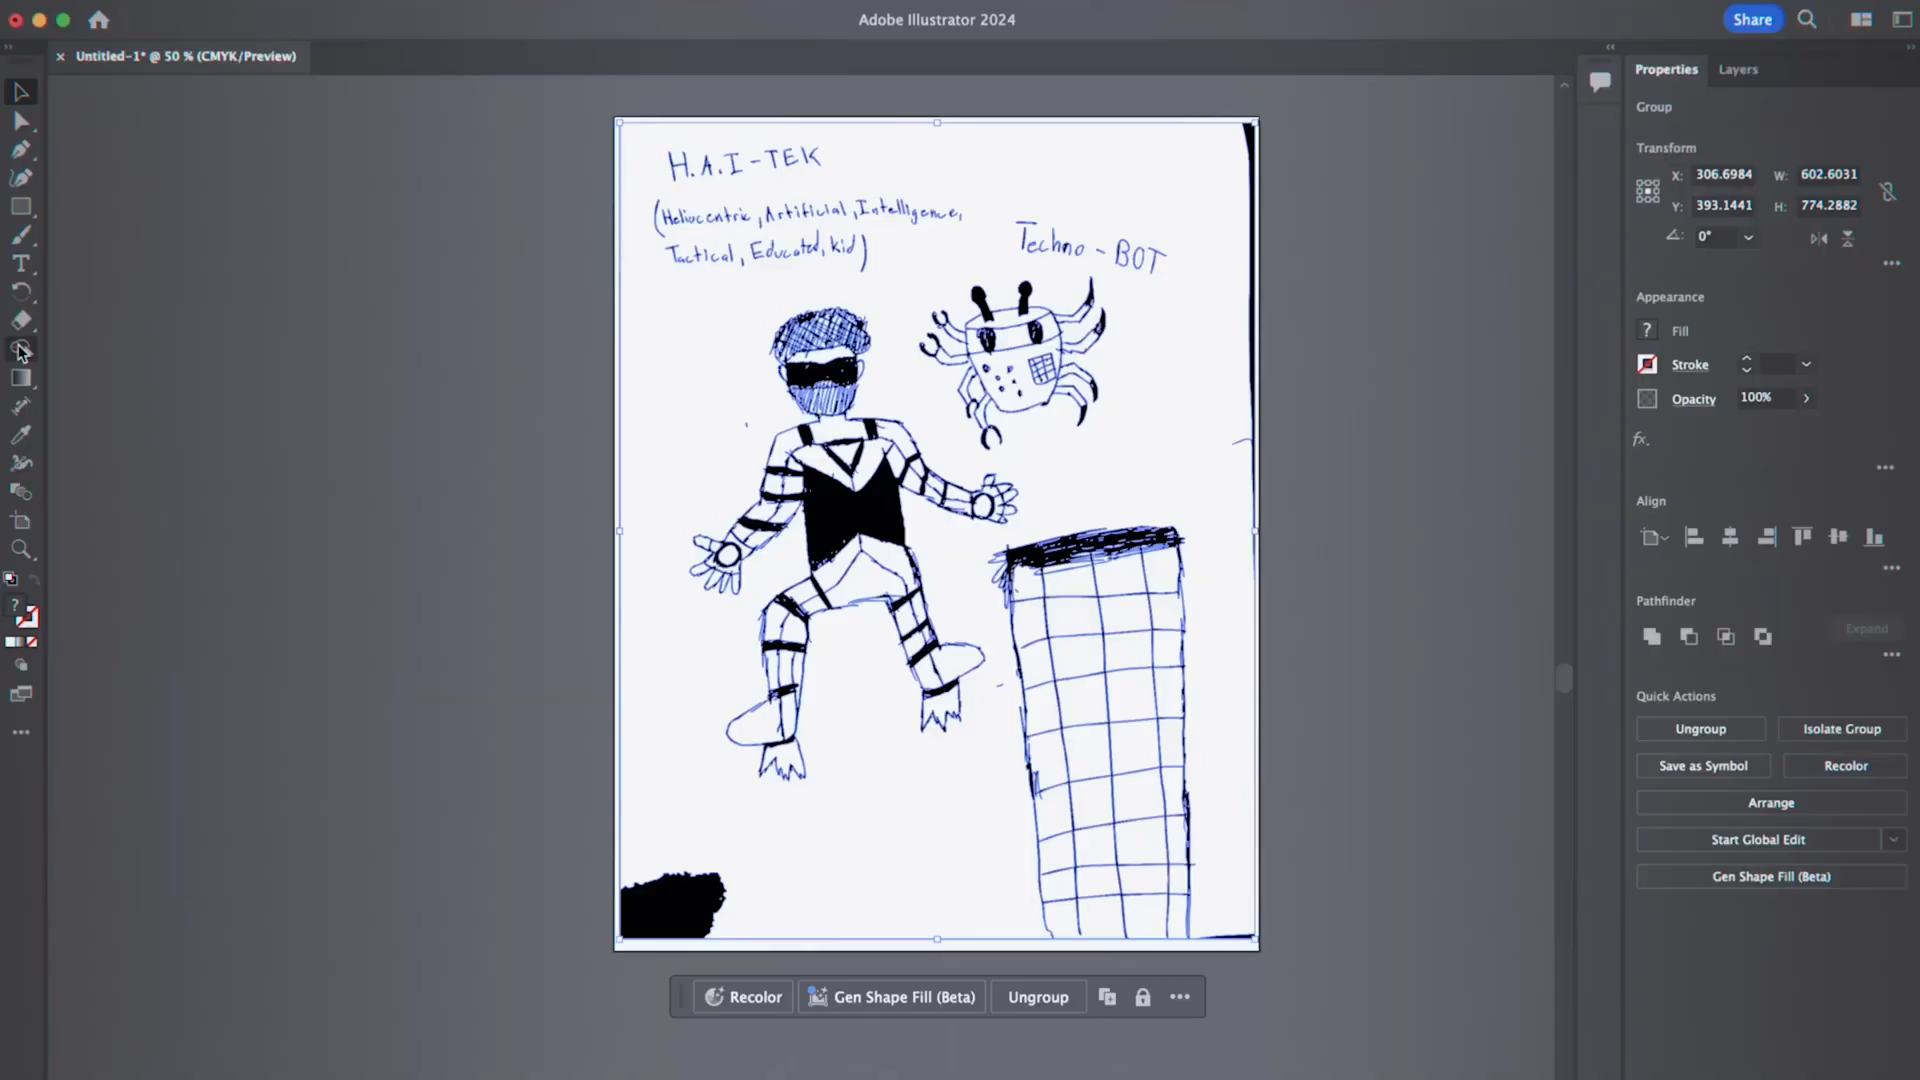 Adobe Illustrator 2024
Share
Untitled-1* @ 50 % (CMYK/Preview)
Properties
Layers
Group
Transform
X: 306.6984 W: 602.6031
Y: 393.1441 H: 774.2882
0°
Appearance
? Fill
Stroke
Opacity 100%
fx.
Align
Pathfinder
Expand
Quick Actions
Ungroup Isolate Group
Save as Symbol Recolor
Arrange
Start Global Edit
Gen Shape Fill (Beta)
H.A.I-TEK
(Heliocentric, Artificial, Intelligence,
Tactical, Educated, kid)
Techno-BOT
Recolor Gen Shape Fill (Beta) Ungroup